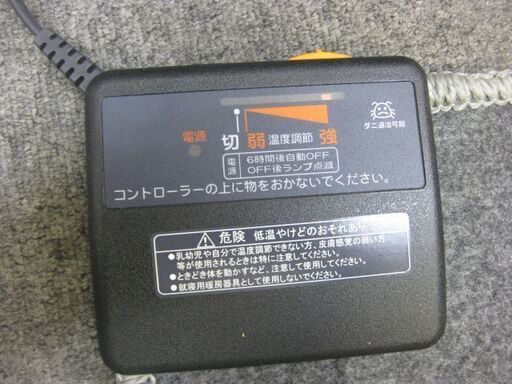 ダニ退治可能
電源 切 弱 温度調節 強
電源 6時間後自動OFF
OFF後ランプ点滅
コントローラーの上に物をおかないでください。
危険 低温やけどのおそれあり
●乳幼児や自分で温度調節できない方、皮膚感覚の弱い方
等が使用されるときは特に注意してください。
●ときどき体を動かすなど、注意して使用してください。
●就寝用暖房器具として使用しないでください。